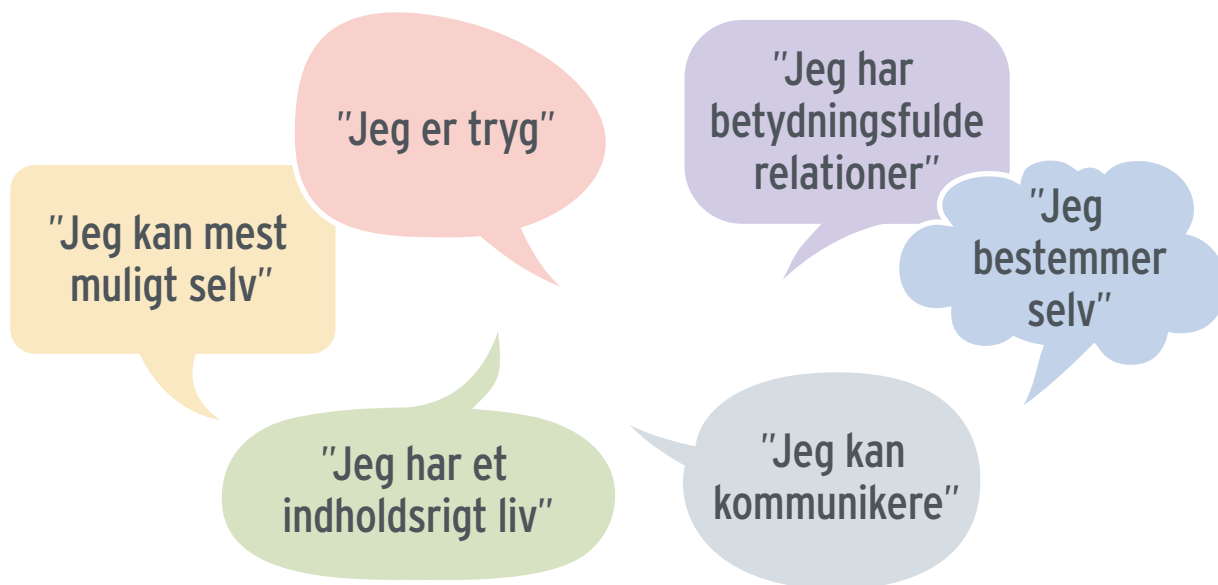 "Jeg er tryg"
"Jeg har
betydningsfulde
relationer"
"Jeg kan mest
muligt selv"
"Jeg
bestemmer
selv"
"Jeg har et
indholdsrigt liv"
"Jeg kan
kommunikere"